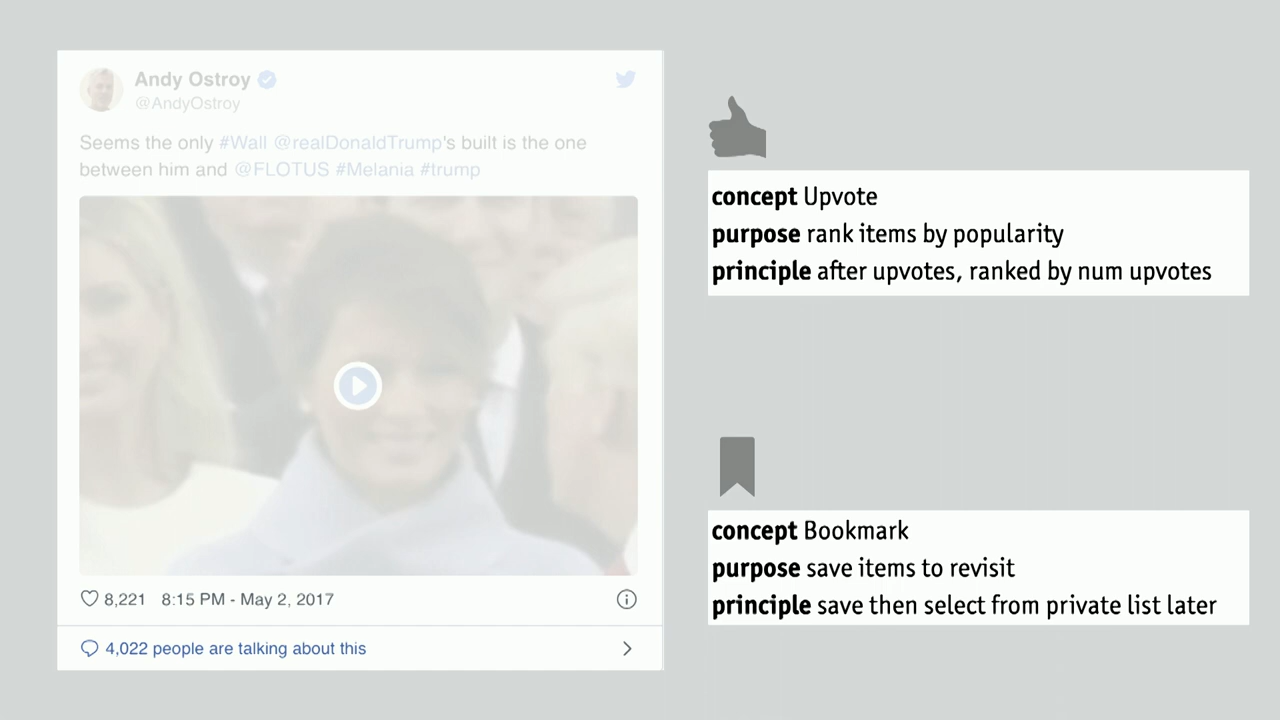 Andy Ostroy
@AndyOstroy
Seems the only #Wall @realDonaldTrump's built is the one
between him and @FLOTUS #Melania #trump
8,221 8:15 PM - May 2, 2017
4,022 people are talking about this
concept Upvote
purpose rank items by popularity
principle after upvotes, ranked by num upvotes
concept Bookmark
purpose save items to revisit
principle save then select from private list later